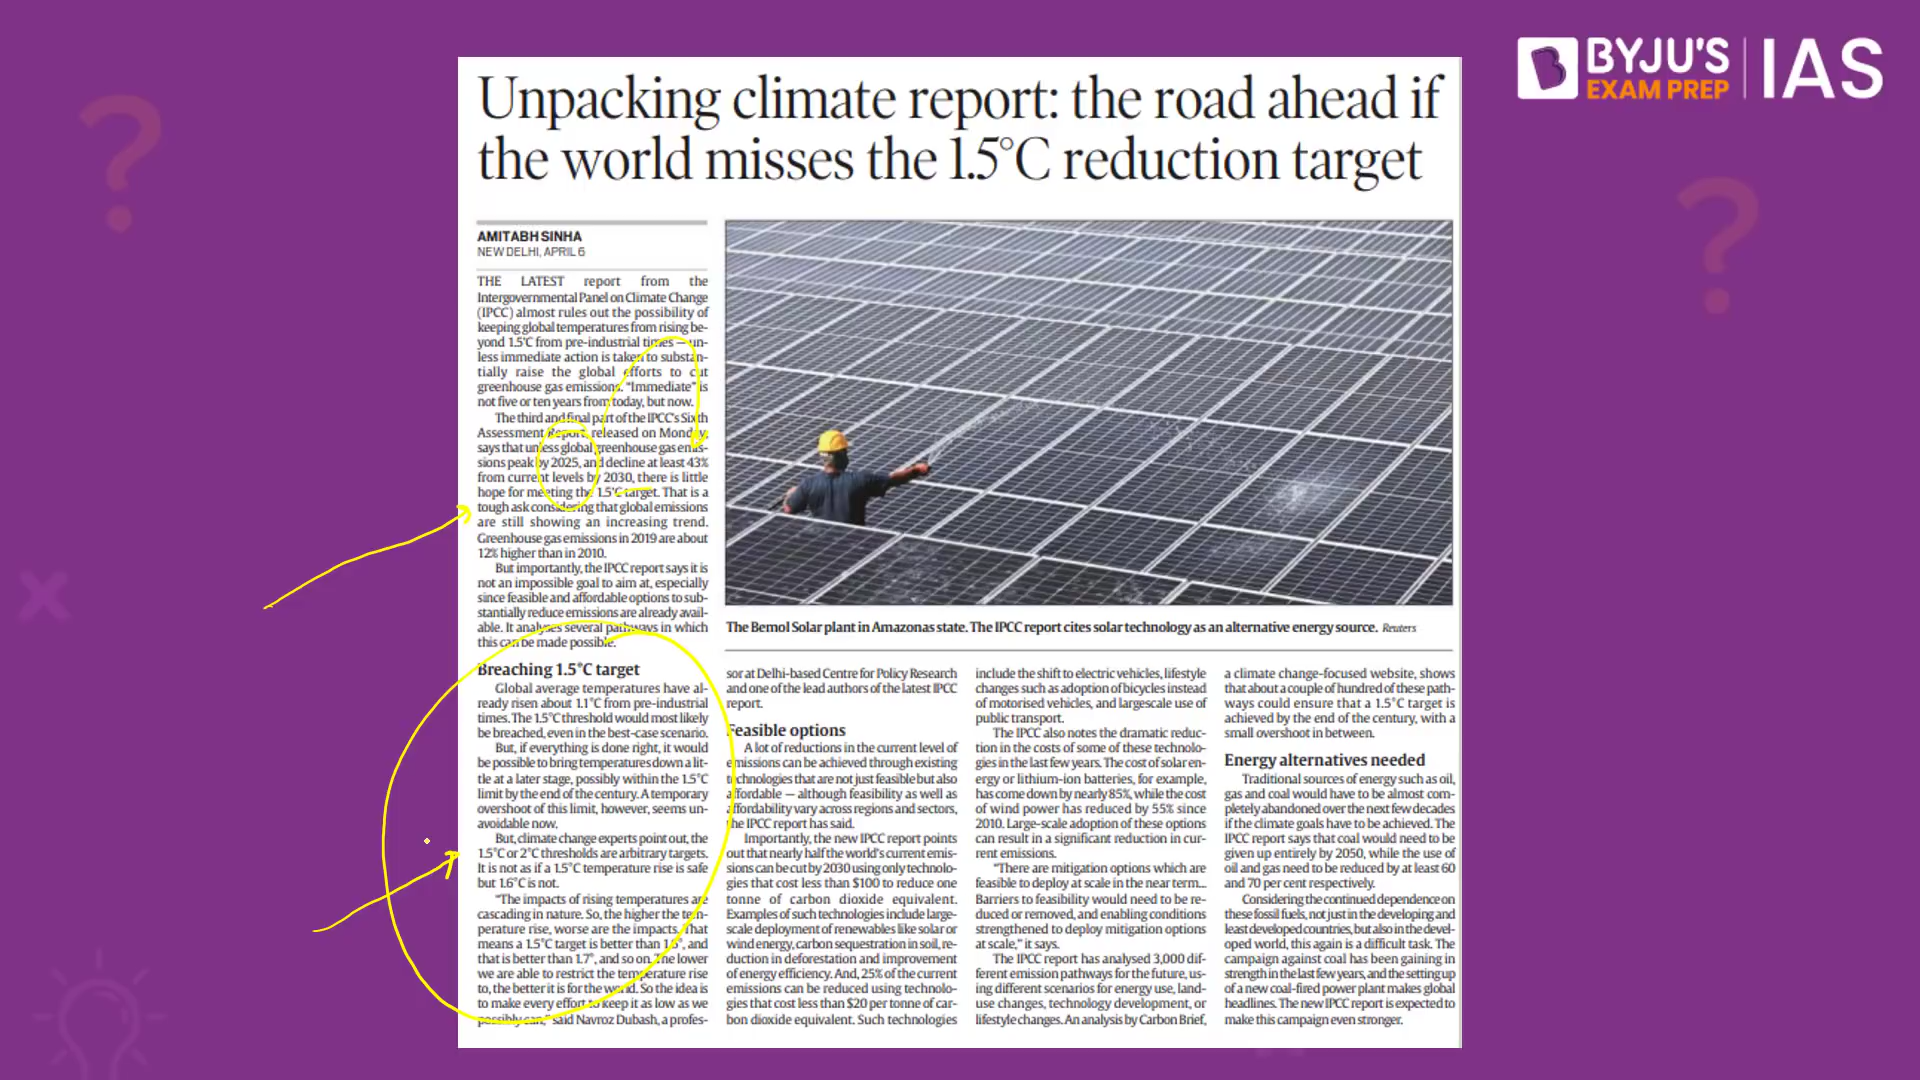 BYJU'S
EXAM PREP
IAS
Unpacking climate report: the road ahead if
the world misses the 1.5°C reduction target
AMITABH SINHA
NEW DELHI, APRIL 6
THE LATEST report from the
Intergovernmental Panel on Climate Change
(IPCC) almost rules out the possibility of
keeping global temperatures from rising be-
yond 1.5°C from pre-industrial times — un-
less immediate action is taken to substan-
tially raise the global efforts to cut
greenhouse gas emissions. "Immediate" is
not five or ten years from today, but now.
The third and final part of the IPCC's Sixth
Assessment Report, released on Monday,
says that unless global greenhouse gas emis-
sions peak by 2025, and decline at least 43%
from current levels by 2030, there is little
hope for meeting the 1.5°C target. That is a
tough ask considering that global emissions
are still showing an increasing trend.
Greenhouse gas emissions in 2019 are about
12% higher than in 2010.
But importantly, the IPCC report says it is
not an impossible goal to aim at, especially
since feasible and affordable options to sub-
stantially reduce emissions are already avail-
able. It analyses several pathways in which
this can be made possible.
Breaching 1.5°C target
Global average temperatures have al-
ready risen about 1.1°C from pre-industrial
times. The 1.5°C threshold would most likely
be breached, even in the best-case scenario.
But, if everything is done right, it would
be possible to bring temperatures down a lit-
tle at a later stage, possibly within the 1.5°C
limit by the end of the century. A temporary
overshoot of this limit, however, seems un-
avoidable now.
But, climate change experts point out, the
1.5°C or 2°C thresholds are arbitrary targets.
It is not as if a 1.5°C temperature rise is safe
but 1.6°C is not.
"The impacts of rising temperatures are
cascading in nature. So, the higher the tem-
perature rise, worse are the impacts. That
means a 1.5°C target is better than 1.6°, and
that is better than 1.7°, and so on. The lower
we are able to restrict the temperature rise
to, the better it is for the world. So the idea is
to make every effort to keep it as low as we
possibly can," said Navroz Dubash, a profes-
The Bemol Solar plant in Amazonas state. The IPCC report cites solar technology as an alternative energy source. Reuters
sor at Delhi-based Centre for Policy Research
and one of the lead authors of the latest IPCC
report.
Feasible options
A lot of reductions in the current level of
emissions can be achieved through existing
technologies that are not just feasible but also
affordable — although feasibility as well as
affordability vary across regions and sectors,
the IPCC report has said.
Importantly, the new IPCC report points
out that nearly half the world's current emis-
sions can be cut by 2030 using only technolo-
gies that cost less than $100 to reduce one
tonne of carbon dioxide equivalent.
Examples of such technologies include large-
scale deployment of renewables like solar or
wind energy, carbon sequestration in soil, re-
duction in deforestation and improvement
of energy efficiency. And, 25% of the current
emissions can be reduced using technolo-
gies that cost less than $20 per tonne of car-
bon dioxide equivalent. Such technologies
include the shift to electric vehicles, lifestyle
changes such as adoption of bicycles instead
of motorised vehicles, and largescale use of
public transport.
The IPCC also notes the dramatic reduc-
tion in the costs of some of these technolo-
gies in the last few years. The cost of solar en-
ergy or lithium-ion batteries, for example,
has come down by nearly 85%, while the cost
of wind power has reduced by 55% since
2010. Large-scale adoption of these options
can result in a significant reduction in cur-
rent emissions.
"There are mitigation options which are
feasible to deploy at scale in the near term...
Barriers to feasibility would need to be re-
duced or removed, and enabling conditions
strengthened to deploy mitigation options
at scale," it says.
The IPCC report has analysed 3,000 dif-
ferent emission pathways for the future, us-
ing different scenarios for energy use, land-
use changes, technology development, or
lifestyle changes. An analysis by Carbon Brief,
a climate change-focused website, shows
that about a couple of hundred of these path-
ways could ensure that a 1.5°C target is
achieved by the end of the century, with a
small overshoot in between.
Energy alternatives needed
Traditional sources of energy such as oil,
gas and coal would have to be almost com-
pletely abandoned over the next few decades
if the climate goals have to be achieved. The
IPCC report says that coal would need to be
given up entirely by 2050, while the use of
oil and gas need to be reduced by at least 60
and 70 per cent respectively.
Considering the continued dependence on
these fossil fuels, not just in the developing and
least developed countries, but also in the devel-
oped world, this again is a difficult task. The
campaign against coal has been gaining in
strength in the last few years, and the setting up
of a new coal-fired power plant makes global
headlines. The new IPCC report is expected to
make this campaign even stronger.